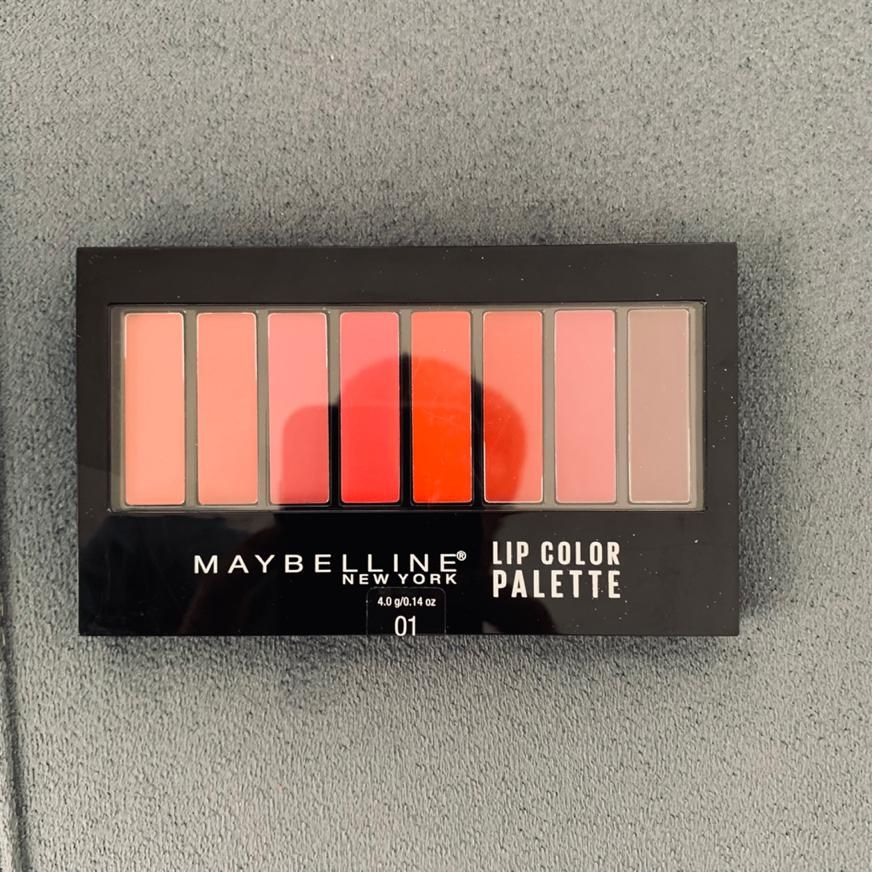 MAYBELLINE®
NEW YORK
LIP COLOR
PALETTE
4.0 g/0.14 oz
01